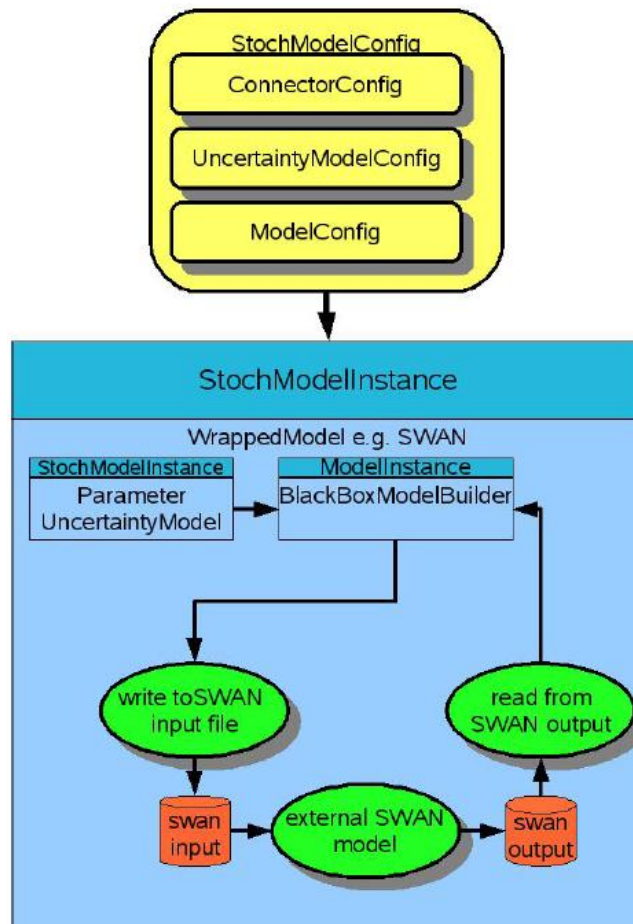 StochModelConfig
ConnectorConfig
UncertaintyModelConfig
ModelConfig
StochModelInstance
WrappedModel e.g. SWAN
StochModelInstance
Parameter
UncertaintyModel
ModelInstance
BlackBoxModelBuilder
write toSWAN
input file
read from
SWAN output
swan
input
external SWAN
model
swan
output